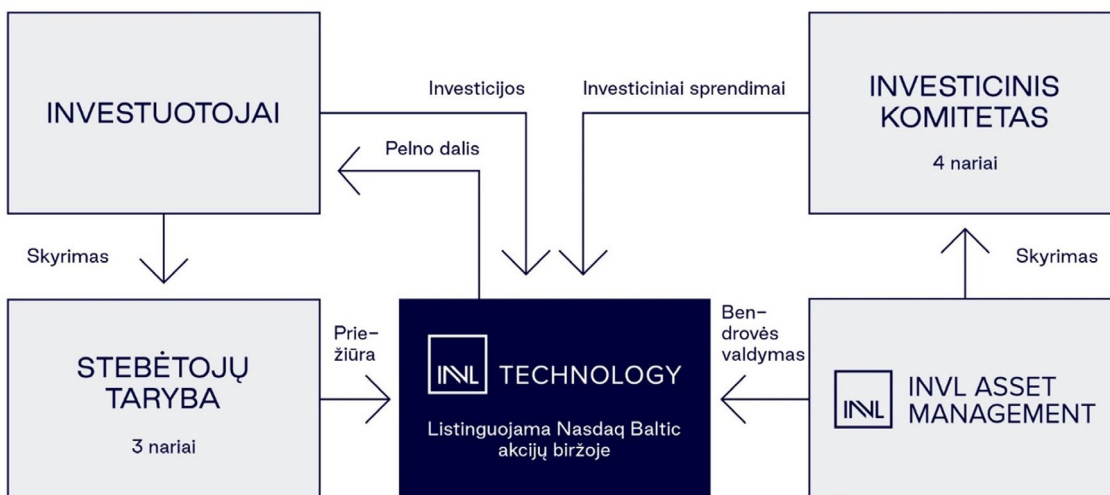 INVESTUOTOJAI
Investicijos
Pelno dalis
Investiciniai sprendimai
INVESTICINIS
KOMITETAS
4 nariai
Skyrimas
Skyrimas
STEBĖTOJŲ
TARYBA
3 nariai
Prie-
žiūra
INVL TECHNOLOGY
Listinguojama Nasdaq Baltic
akcijų biržoje
Ben-
drovės
valdymas
INVL
INVL ASSET
MANAGEMENT